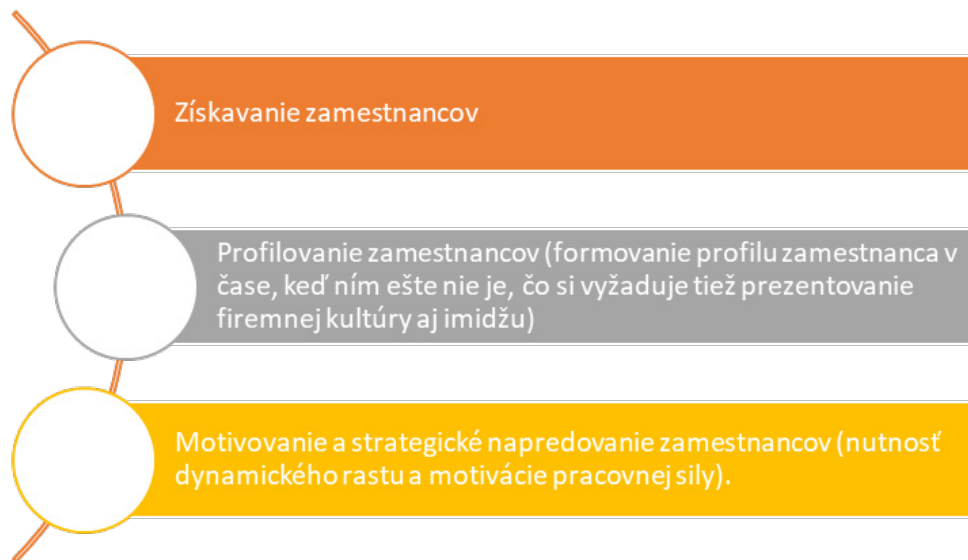 Získavanie zamestnancov
Profilovanie zamestnancov (formovanie profilu zamestnanca v
čase, keď ním ešte nie je, čo si vyžaduje tiež prezentovanie
firemnej kultúry aj imidžu)
Motivovanie a strategické napredovanie zamestnancov (nutnosť
dynamického rastu a motivácie pracovnej sily).